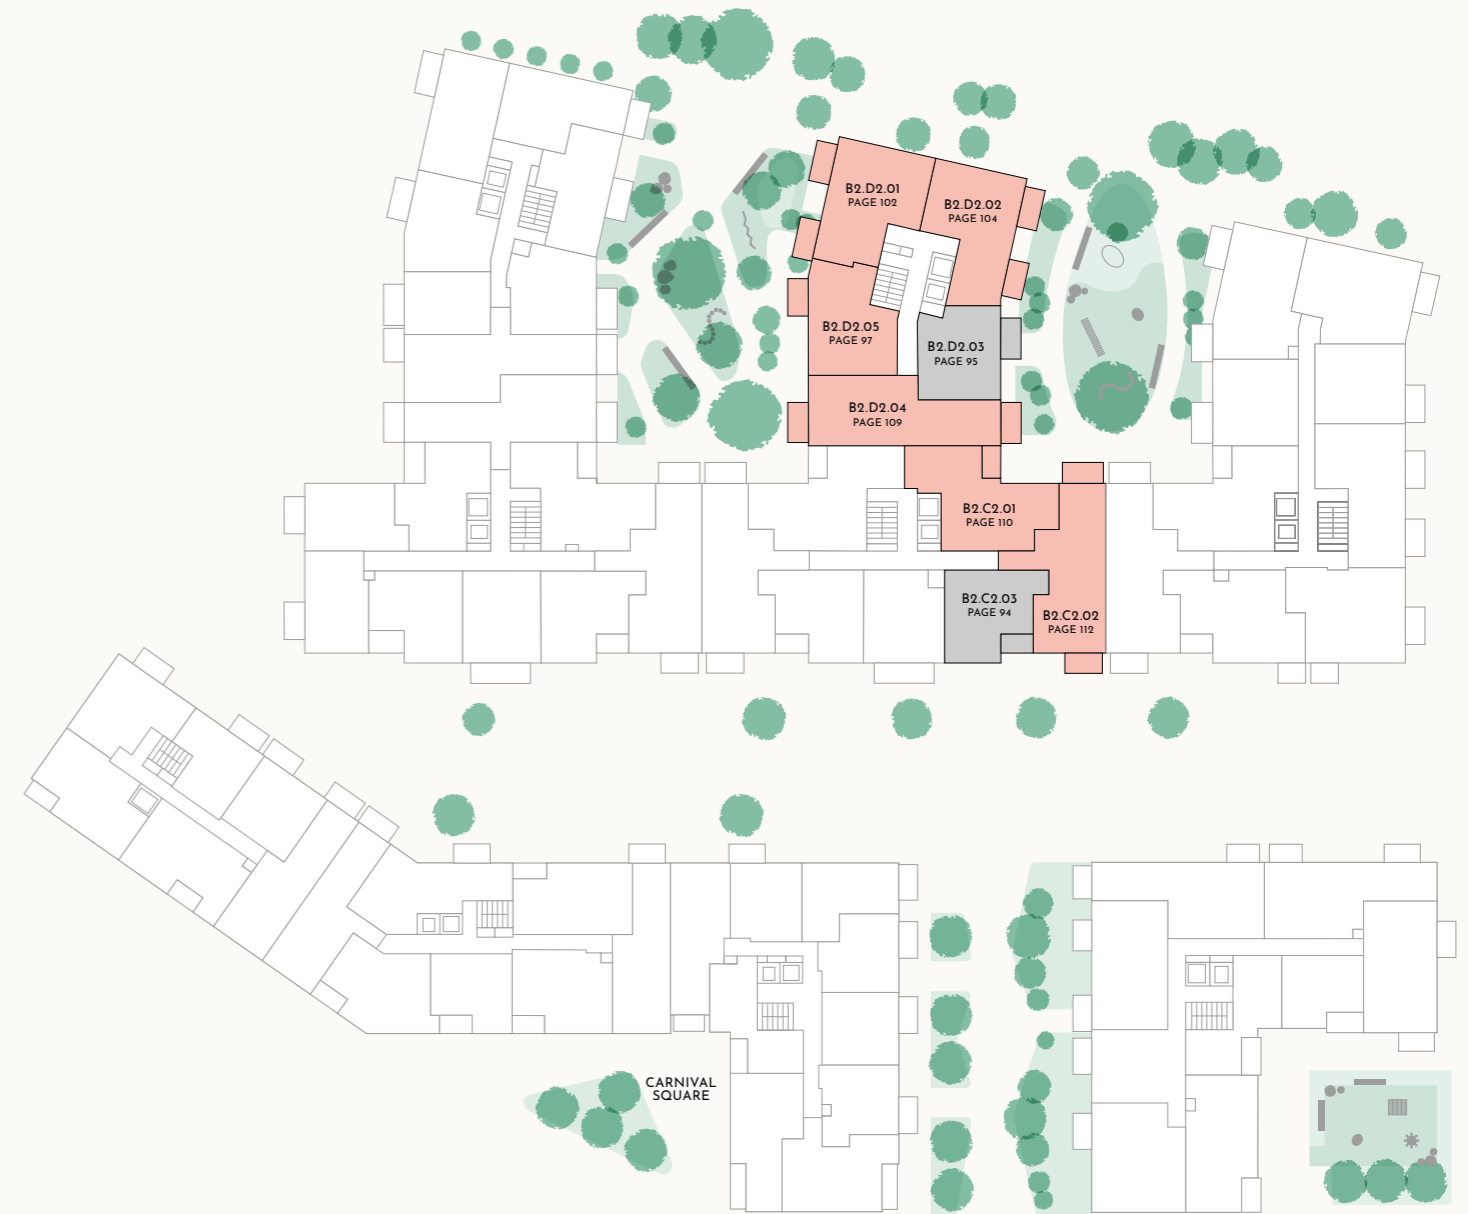 B2.D2.01
PAGE 102
B2.D2.02
PAGE 104
B2.D2.05
PAGE 97
B2.D2.03
PAGE 95
B2.D2.04
PAGE 109
B2.C2.01
PAGE 110
B2.C2.03
PAGE 94
B2.C2.02
PAGE 112
CARNIVAL
SQUARE